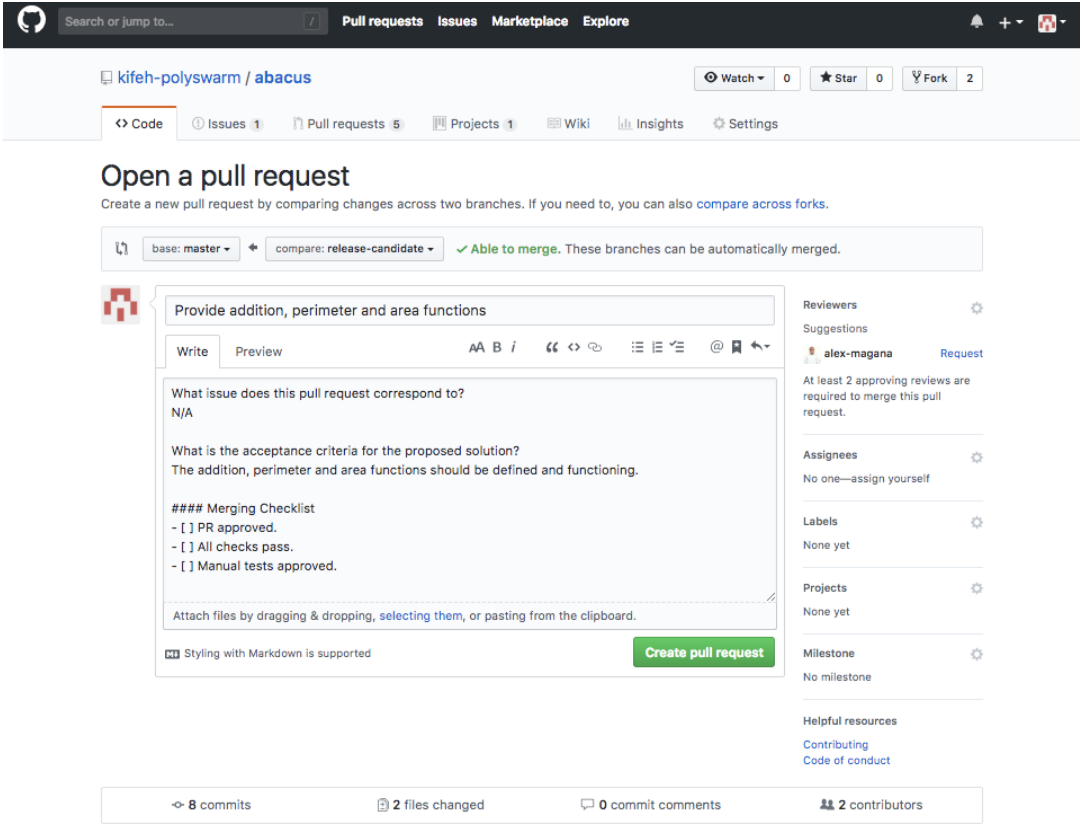 Search or jump to... / Pull requests Issues Marketplace Explore
kifeh-polyswarm / abacus Watch 0 Star 0 Fork 2
<> Code Issues 1 Pull requests 5 Projects 1 Wiki Insights Settings
Open a pull request
Create a new pull request by comparing changes across two branches. If you need to, you can also compare across forks.
base: master compare: release-candidate Able to merge. These branches can be automatically merged.
Provide addition, perimeter and area functions
Write Preview AA B i
What issue does this pull request correspond to?
N/A
What is the acceptance criteria for the proposed solution?
The addition, perimeter and area functions should be defined and functioning.
#### Merging Checklist
- [ ] PR approved.
- [ ] All checks pass.
- [ ] Manual tests approved.
Attach files by dragging & dropping, selecting them, or pasting from the clipboard.
Styling with Markdown is supported Create pull request
Reviewers
Suggestions
alex-magana Request
At least 2 approving reviews are
required to merge this pull
request.
Assignees
No one—assign yourself
Labels
None yet
Projects
None yet
Milestone
No milestone
Helpful resources
Contributing
Code of conduct
8 commits 2 files changed 0 commit comments 2 contributors